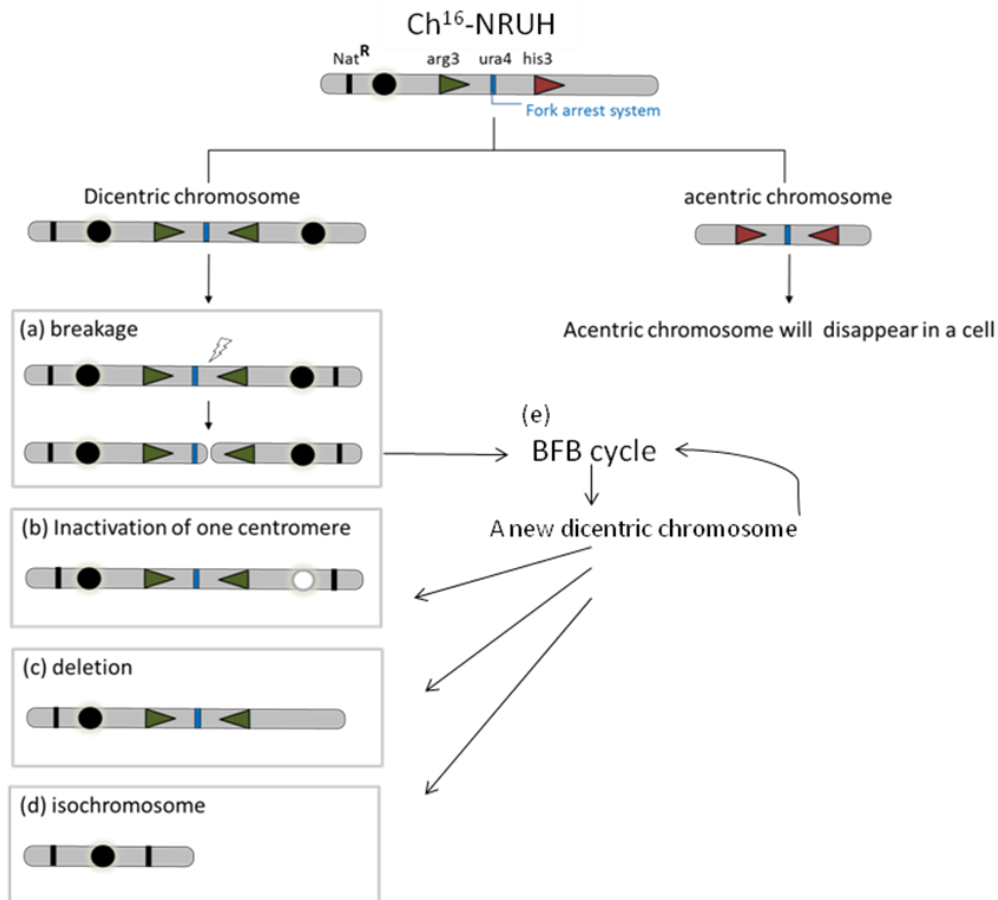 Ch16-NRUH
NatR arg3 ura4 his3
Fork arrest system
Dicentric chromosome
acentric chromosome
(a) breakage
Acentric chromosome will disappear in a cell
(e)
BFB cycle
A new dicentric chromosome
(b) Inactivation of one centromere
(c) deletion
(d) isochromosome